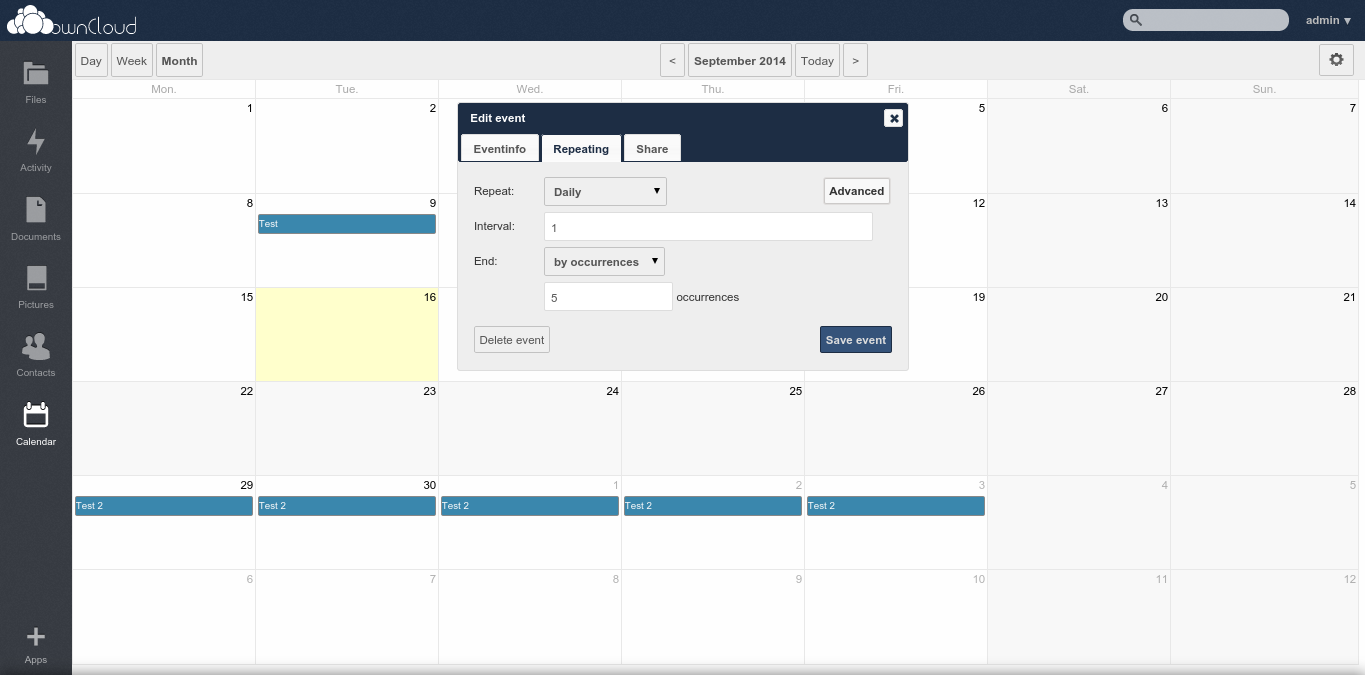 ownCloud
admin ▼
Day Week Month < September 2014 Today >
Mon. Tue. Wed. Thu. Fri. Sat. Sun.
1 2 5 6 7
Edit event
Eventinfo Repeating Share
Repeat: Daily Advanced
Interval: 1
End: by occurrences
5 occurrences
Delete event Save event
8 9 12 13 14
Test
15 16 19 20 21
22 23 24 25 26 27 28
29 30 1 2 3 4 5
Test 2 Test 2 Test 2 Test 2 Test 2
6 7 8 9 10 11 12
Files
Activity
Documents
Pictures
Contacts
Calendar
Apps